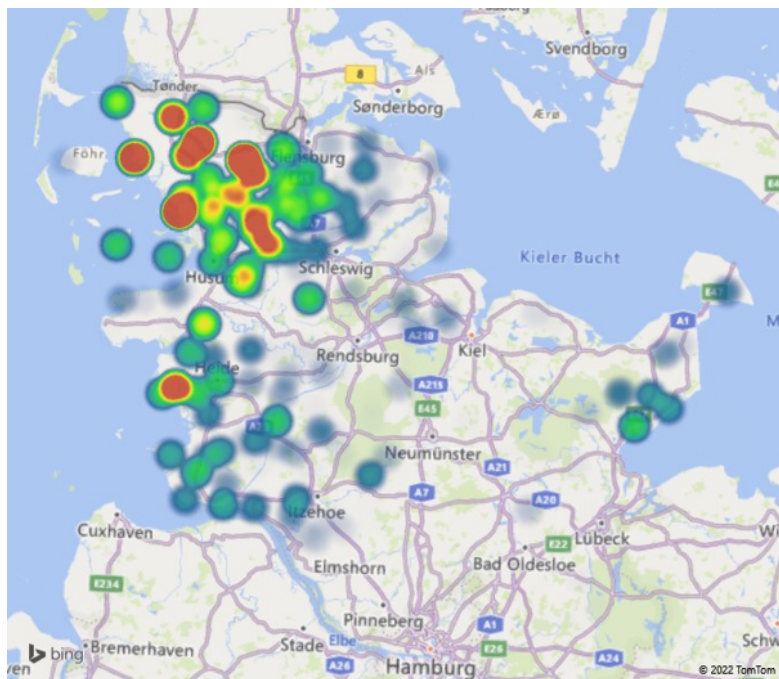 Svendborg
8
Als
Tønder
Sønderborg
Ærø
Föhr
Flensburg
Kieler Bucht
Schleswig
Husum
E47
A1
A210
Kiel
Rendsburg
Heide
A215
E45
Neumünster
A21
A7
A20
Itzehoe
Cuxhaven
E22
Lübeck
Elmshorn
Bad Oldesloe
E234
Pinneberg
A1
Stade
Elbe
E26
bing
Bremerhaven
A26
Hamburg
A24
© 2022 TomTom